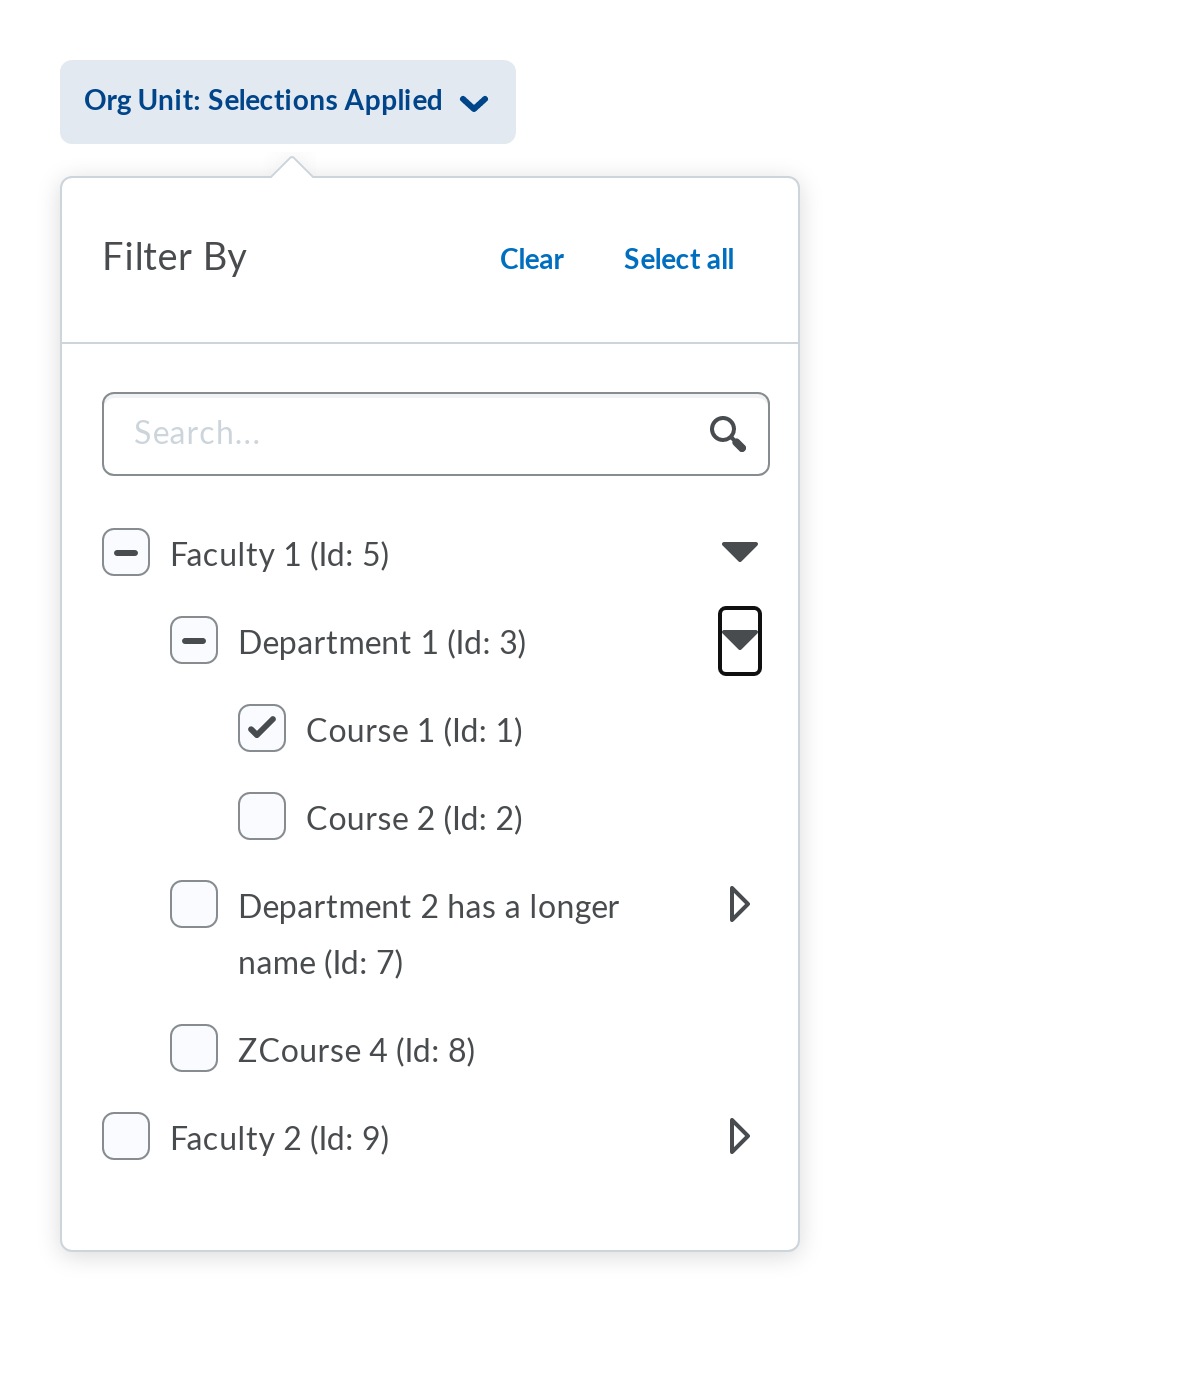 Org Unit: Selections Applied
Filter By
Clear
Select all
Search...
Faculty 1 (Id: 5)
Department 1 (Id: 3)
Course 1 (Id: 1)
Course 2 (Id: 2)
Department 2 has a longer
name (Id: 7)
ZCourse 4 (Id: 8)
Faculty 2 (Id: 9)